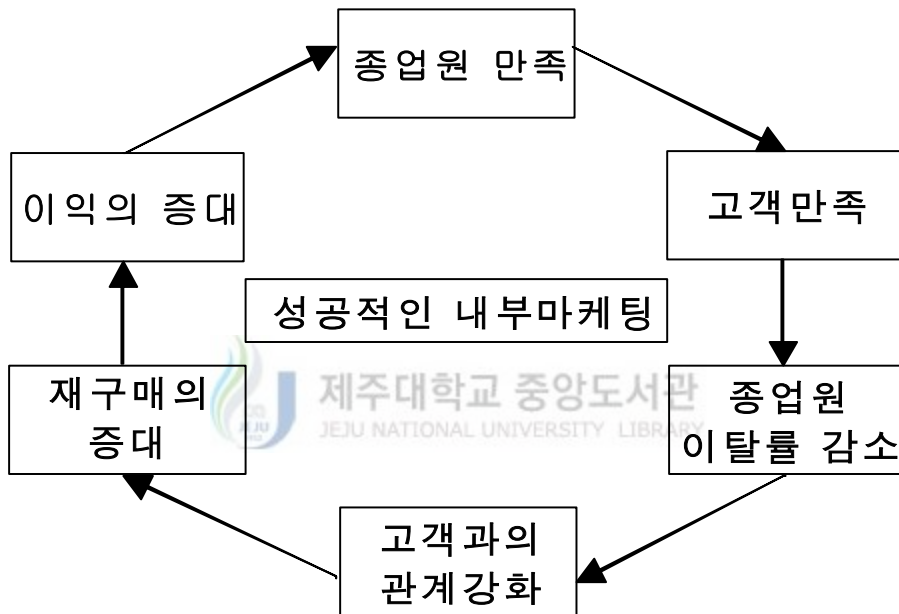 종업원 만족
고객만족
종업원
이탈률 감소
고객과의
관계강화
재구매의
증대
이익의 증대
성공적인 내부마케팅
제주대학교 중앙도서관
JEJU NATIONAL UNIVERSITY LIBRARY